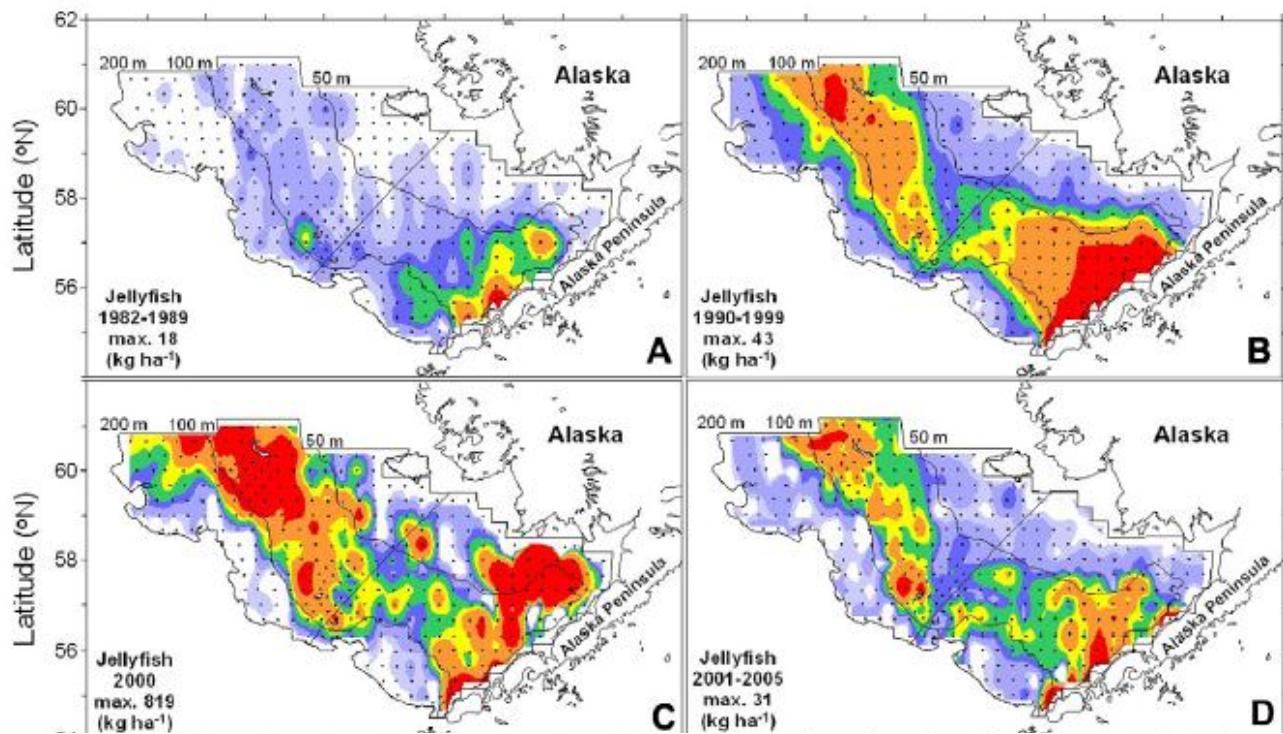 62
200 m 100 m
50 m
Alaska
60
58
56
Latitude (ºN)
Alaska Peninsula
Jellyfish
1982-1989
max. 18
(kg ha-1)
A
200 m 100 m
50 m
Alaska
Alaska Peninsula
Jellyfish
1990-1999
max. 43
(kg ha-1)
B
200 m 100 m
50 m
Alaska
60
58
56
Latitude (ºN)
Alaska Peninsula
Jellyfish
2000
max. 819
(kg ha-1)
C
200 m 100 m
50 m
Alaska
Alaska Peninsula
Jellyfish
2001-2005
max. 31
(kg ha-1)
D